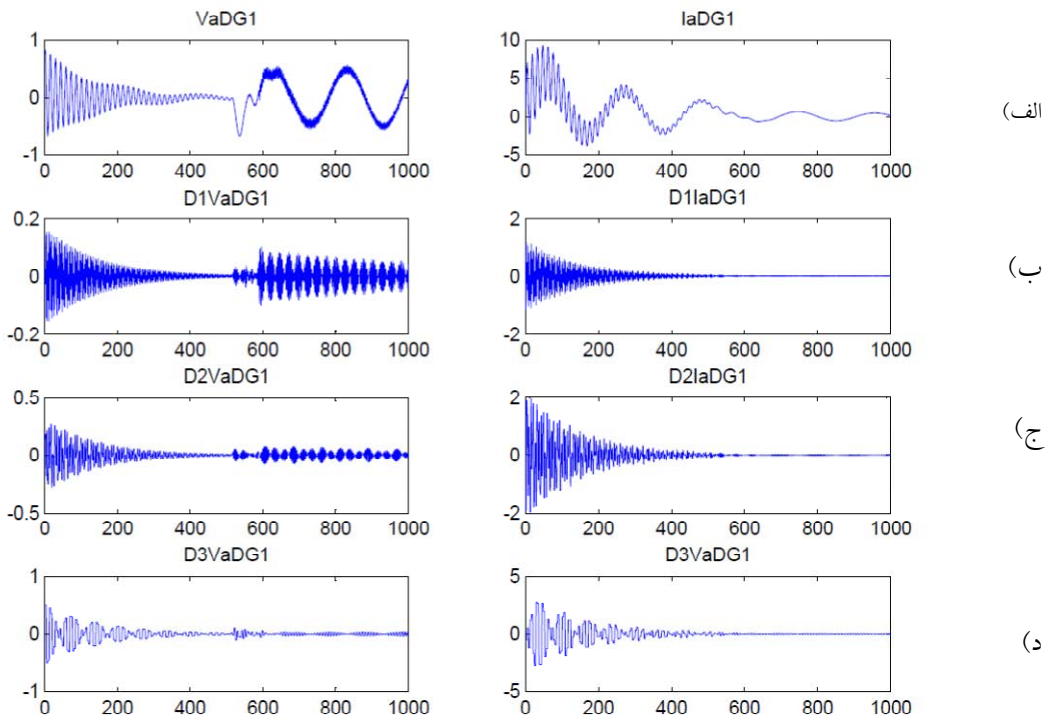 VaDG1 IaDG1
1 10
0 5
-1 0
-5
0 200 400 600 800 1000 0 200 400 600 800 1000
الف)
D1VaDG1 D1IaDG1
0.2 2
0 0
-0.2 -2
0 200 400 600 800 1000 0 200 400 600 800 1000
ب)
D2VaDG1 D2IaDG1
0.5 2
0 0
-0.5 -2
0 200 400 600 800 1000 0 200 400 600 800 1000
ج)
D3VaDG1 D3VaDG1
1 5
0 0
-1 -5
0 200 400 600 800 1000 0 200 400 600 800 1000
د)